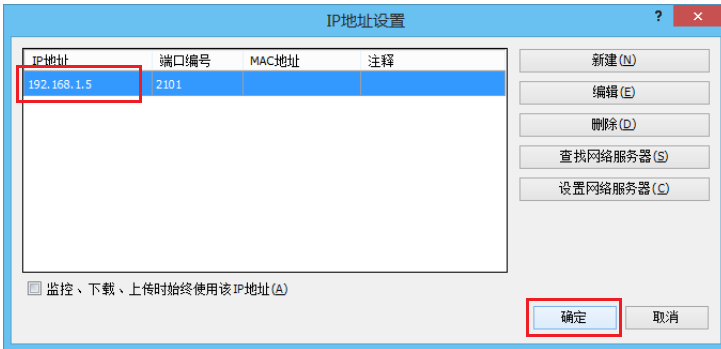 IP地址设置
?
×
IP地址 端口编号 MAC地址 注释
192.168.1.5 2101
新建(N)
编辑(E)
删除(D)
查找网络服务器(S)
设置网络服务器(C)
监控、下载、上传时始终使用该IP地址(A)
确定 取消